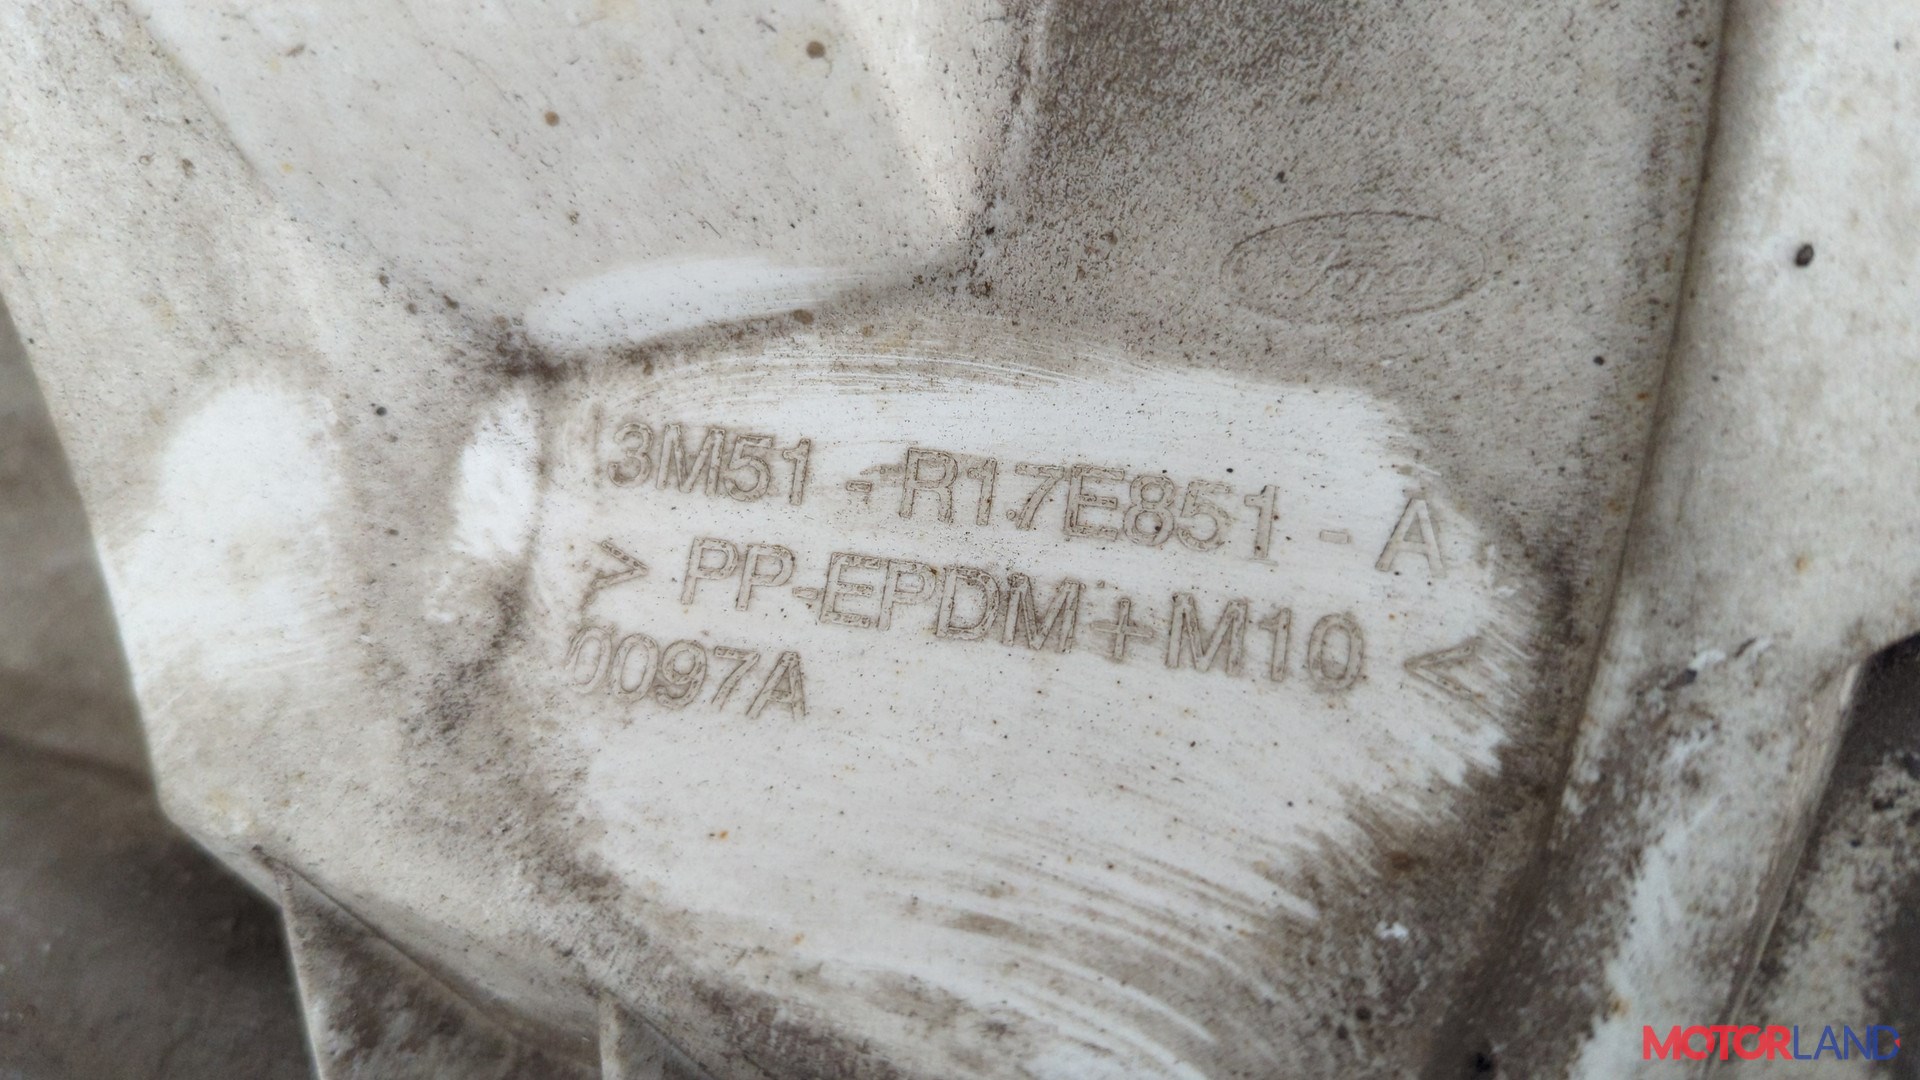 3M51 - R17E851 - A
> PP-EPDM+M10 <
0097A
MOTORLAND